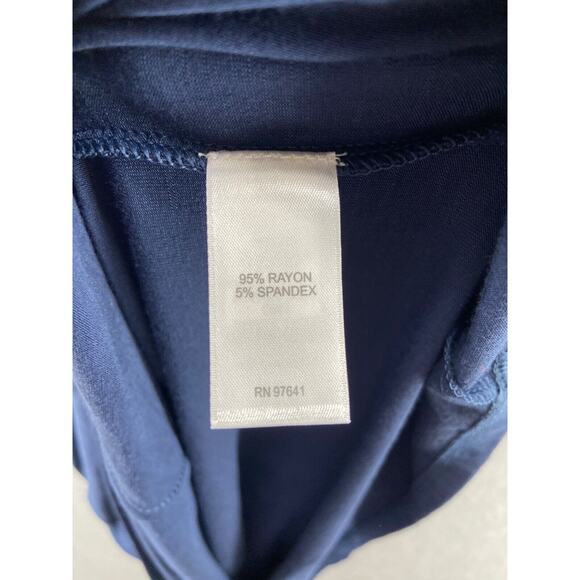 95% RAYON
5% SPANDEX
RN 97641